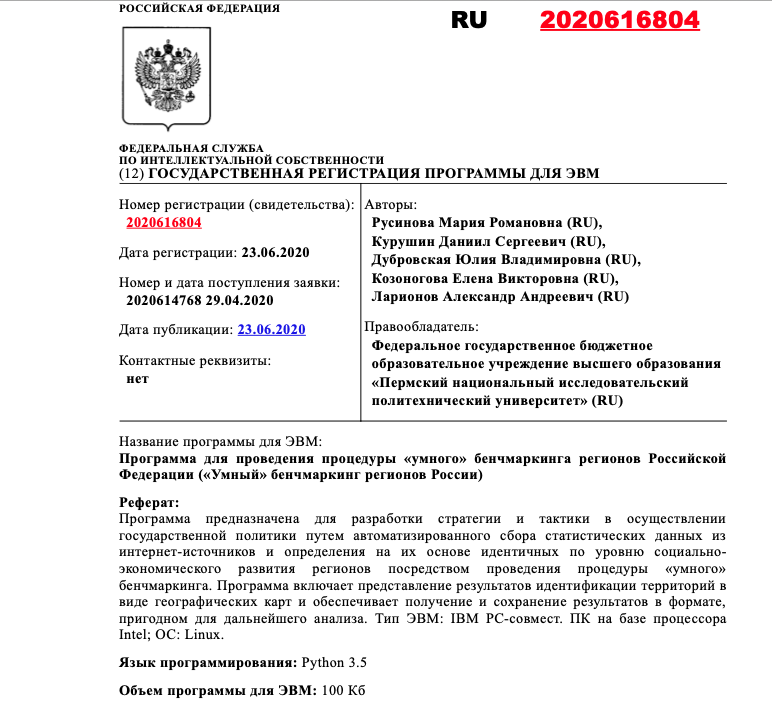 РОССИЙСКАЯ ФЕДЕРАЦИЯ
RU 2020616804
ФЕДЕРАЛЬНАЯ СЛУЖБА
ПО ИНТЕЛЛЕКТУАЛЬНОЙ СОБСТВЕННОСТИ
(12) ГОСУДАРСТВЕННАЯ РЕГИСТРАЦИЯ ПРОГРАММЫ ДЛЯ ЭВМ
Номер регистрации (свидетельства):
2020616804
Дата регистрации: 23.06.2020
Номер и дата поступления заявки:
2020614768 29.04.2020
Дата публикации: 23.06.2020
Контактные реквизиты:
нет
Авторы:
Русинова Мария Романовна (RU),
Курушин Даниил Сергеевич (RU),
Дубровская Юлия Владимировна (RU),
Козоногова Елена Викторовна (RU),
Ларионов Александр Андреевич (RU)
Правообладатель:
Федеральное государственное бюджетное
образовательное учреждение высшего образования
«Пермский национальный исследовательский
политехнический университет» (RU)
Название программы для ЭВМ:
Программа для проведения процедуры «умного» бенчмаркинга регионов Российской
Федерации («Умный» бенчмаркинг регионов России)
Реферат:
Программа предназначена для разработки стратегии и тактики в осуществлении
государственной политики путем автоматизированного сбора статистических данных из
интернет-источников и определения на их основе идентичных по уровню социально-
экономического развития регионов посредством проведения процедуры «умного»
бенчмаркинга. Программа включает представление результатов идентификации территорий в
виде географических карт и обеспечивает получение и сохранение результатов в формате,
пригодном для дальнейшего анализа. Тип ЭВМ: IBM PC-совмест. ПК на базе процессора
Intel; ОС: Linux.
Язык программирования: Python 3.5
Объем программы для ЭВМ: 100 Кб